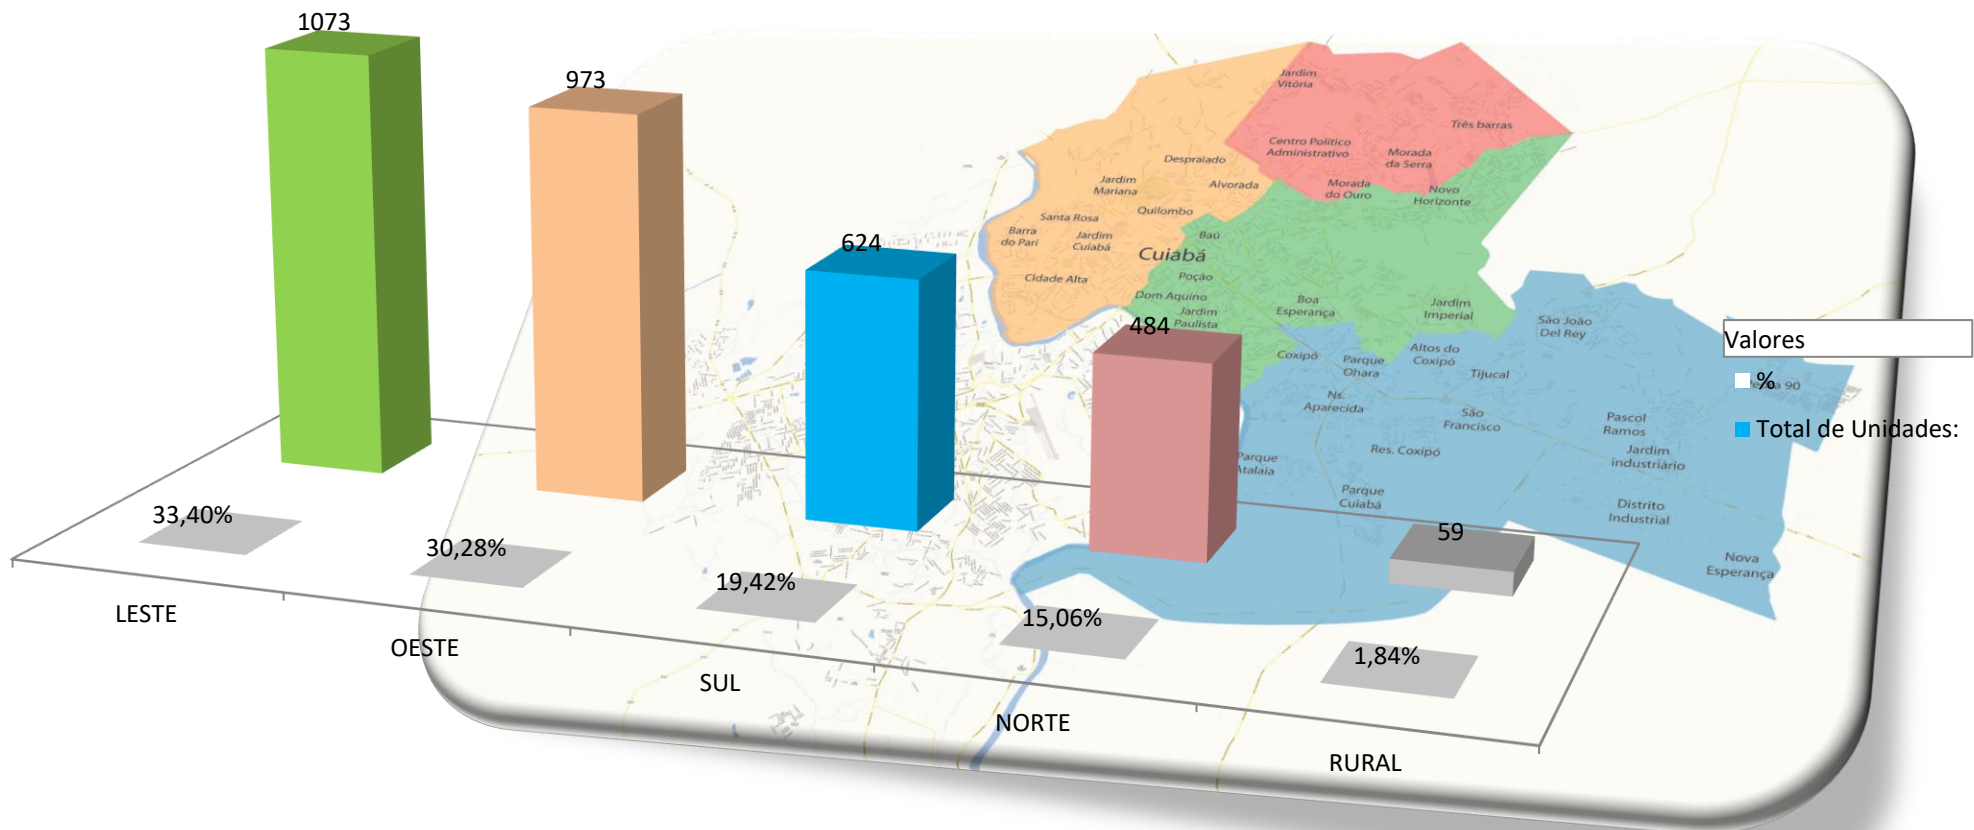 1073
973
624
484
59
33,40%
30,28%
19,42%
15,06%
1,84%
LESTE
OESTE
SUL
NORTE
RURAL
Valores
%
Total de Unidades:
Jardim
Vitória
Três barras
Centro Político
Administrativo
Morada
da Serra
Despraiado
Jardim
Mariana
Alvorada
Morada
do Ouro
Novo
Horizonte
Quilombo
Santa Rosa
Barra
do Pari
Jardim
Cuiabá
Baú
Cuiabá
Cidade Alta
Poção
Dom Aquino
Jardim
Paulista
Boa
Esperança
Jardim
Imperial
São João
Del Rey
Coxipó
Parque
Ohara
Altos do
Coxipó
Tijucal
90
Ns.
Aparecida
São
Francisco
Pascol
Ramos
Res. Coxipó
Jardim
industriário
Parque
Atalaia
Parque
Cuiabá
Distrito
Industrial
Nova
Esperança